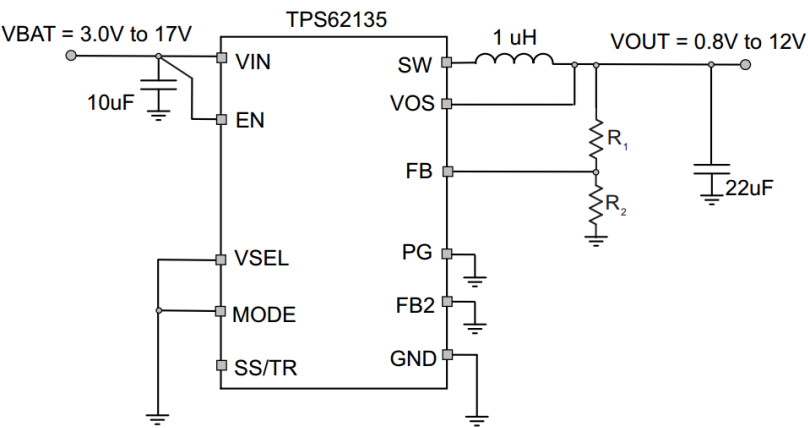 TPS62135
VBAT = 3.0V to 17V
1 uH
VOUT = 0.8V to 12V
VIN
SW
10uF
VOS
EN
R1
FB
22uF
R2
PG
VSEL
FB2
MODE
GND
SS/TR